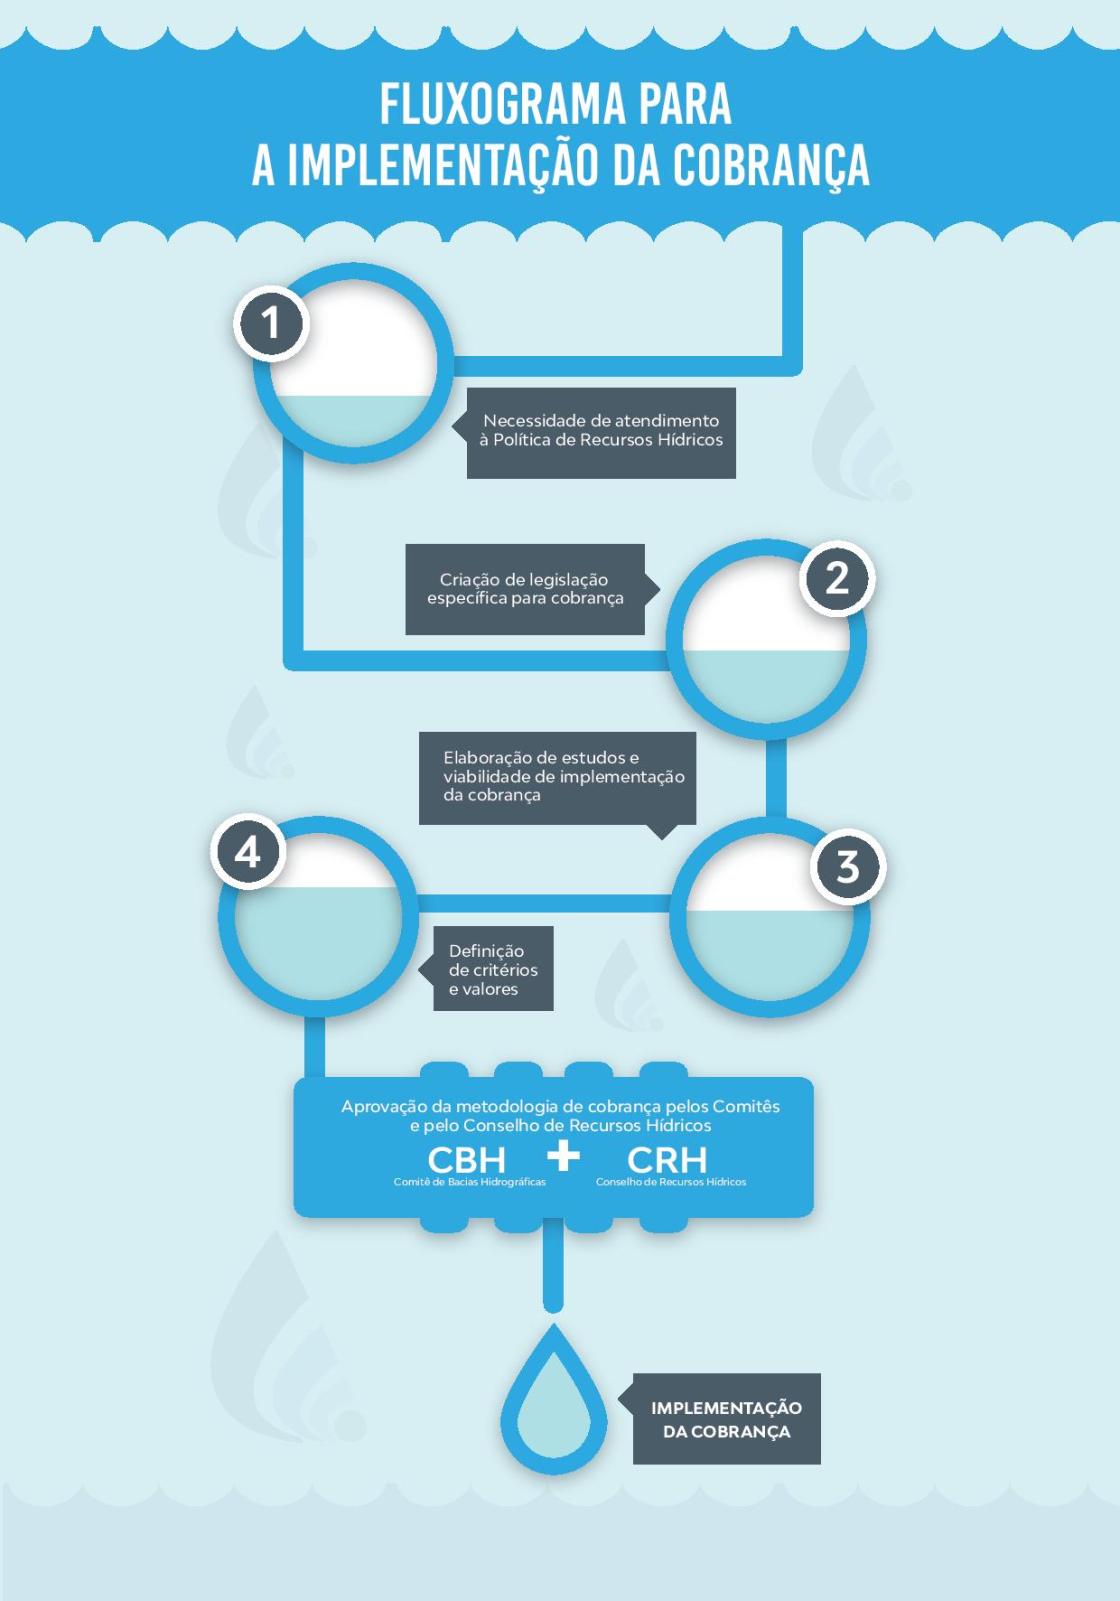 FLUXOGRAMA PARA
A IMPLEMENTAÇÃO DA COBRANÇA
1
Necessidade de atendimento
à Política de Recursos Hídricos
2
Criação de legislação
específica para cobrança
3
Elaboração de estudos e
viabilidade de implementação
da cobrança
4
Definição
de critérios
e valores
Aprovação da metodologia de cobrança pelos Comitês
e pelo Conselho de Recursos Hídricos
CBH + CRH
Comitê de Bacias Hidrográficas Conselho de Recursos Hídricos
IMPLEMENTAÇÃO
DA COBRANÇA